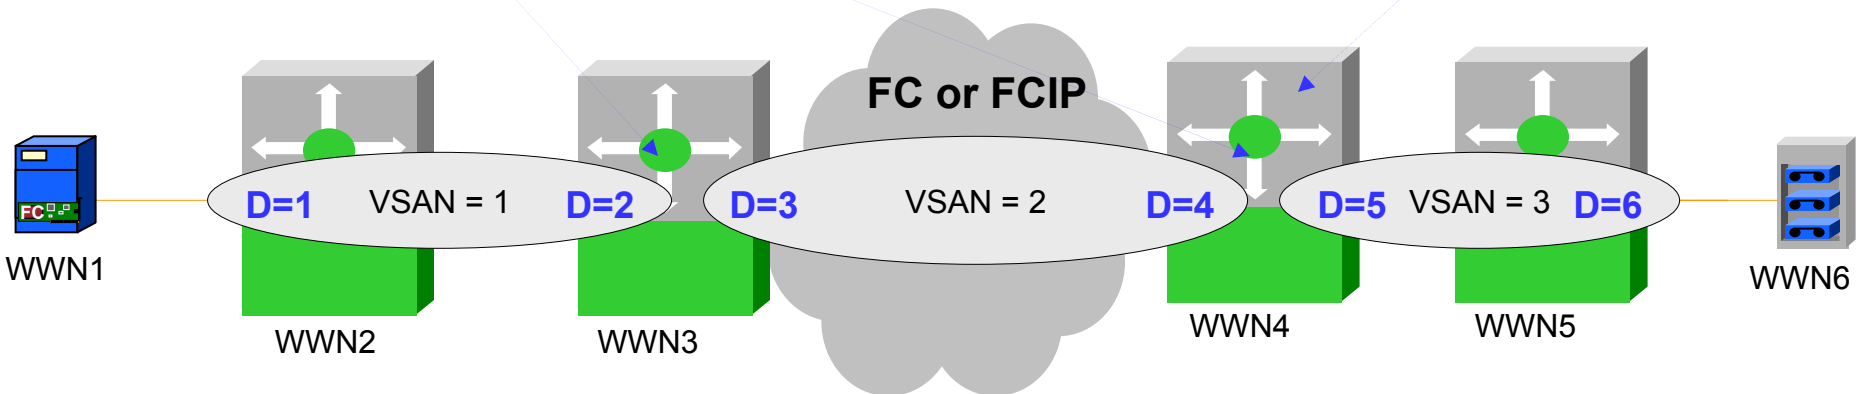 FC or FCIP
FC
D=1 VSAN = 1 D=2 D=3 VSAN = 2 D=4 D=5 VSAN = 3 D=6
WWN1
WWN2
WWN3
WWN4
WWN5
WWN6